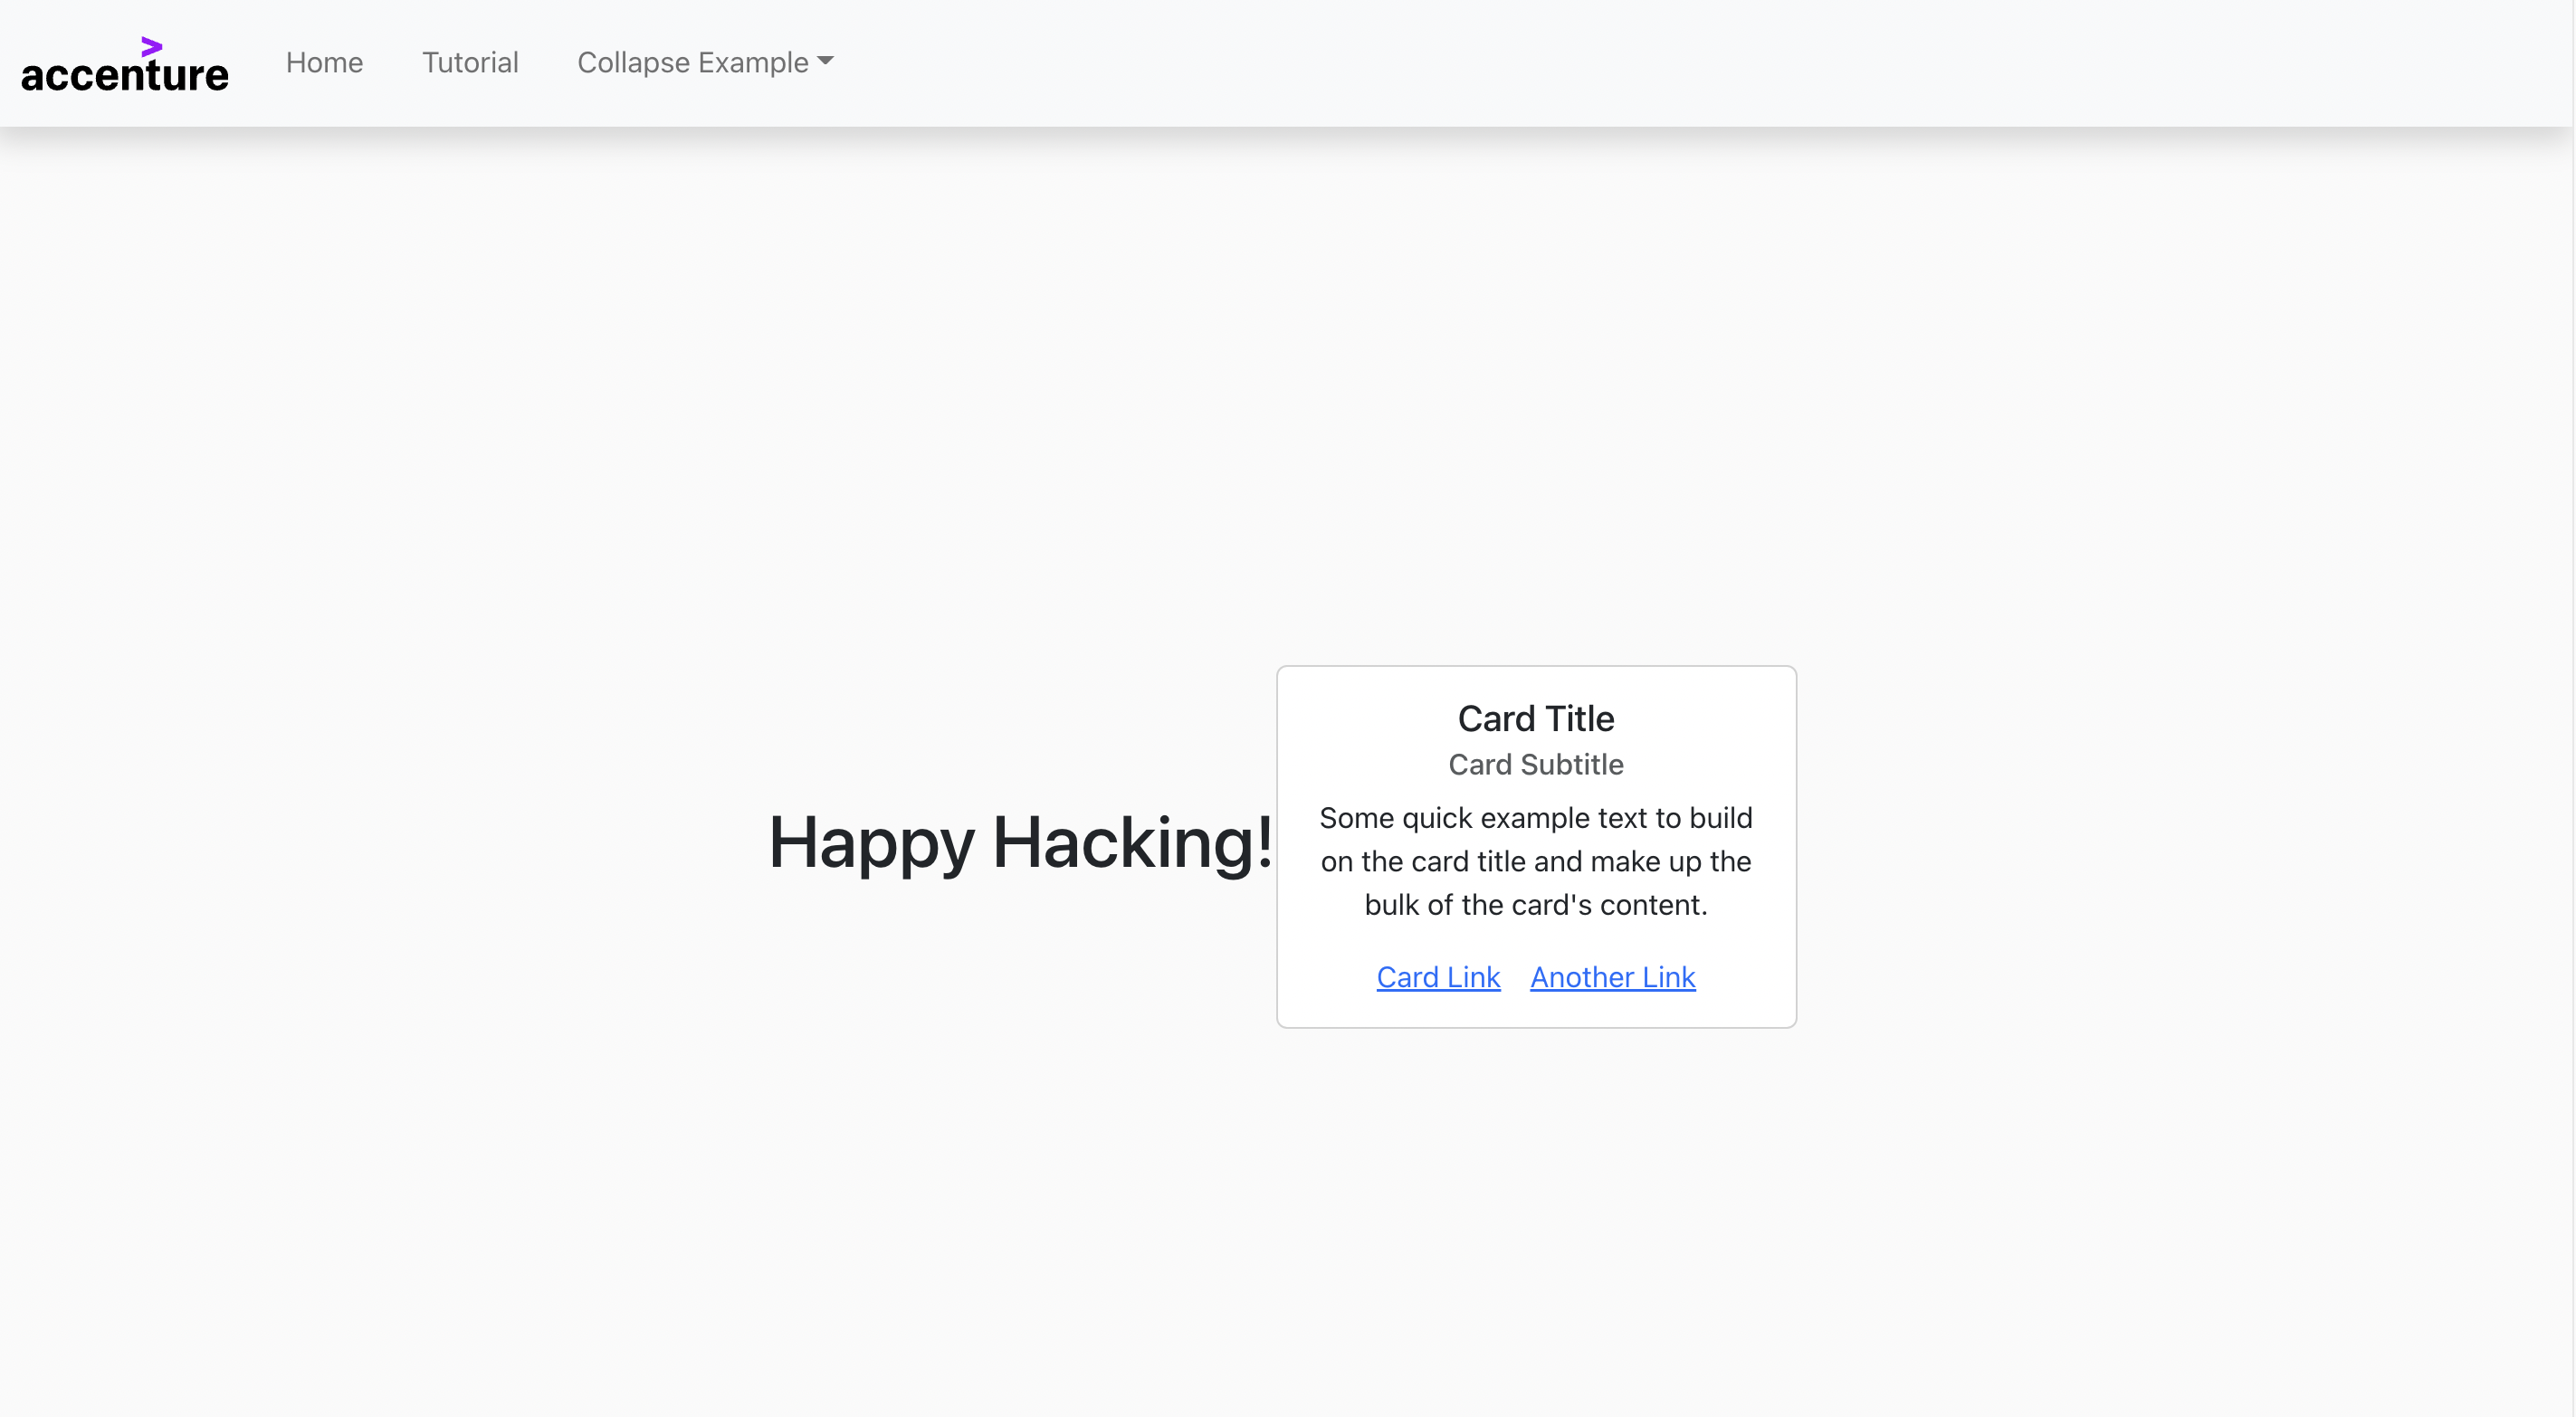 >
accenture
Home Tutorial Collapse Example
Happy Hacking!
Card Title
Card Subtitle
Some quick example text to build
on the card title and make up the
bulk of the card's content.
Card Link Another Link